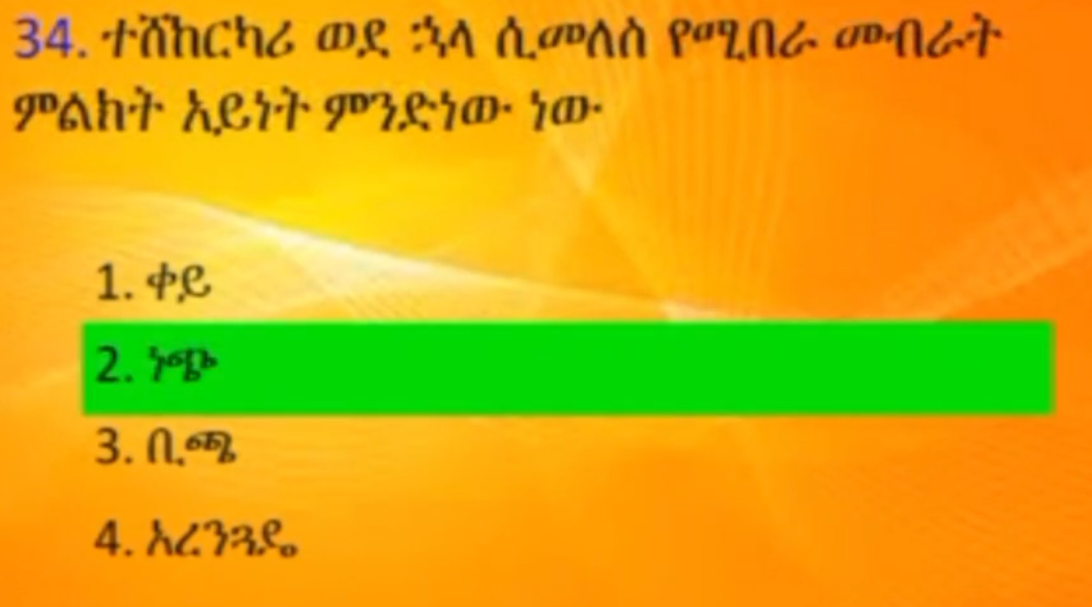 34. ተሽከርካሪ ወደ ኋላ ሲመለስ የሚበራ መብራት
ምልክት አይነት ምንድነው ነው
1. ቀይ
2. ነጭ
3. ቢጫ
4. አረንጓዴ